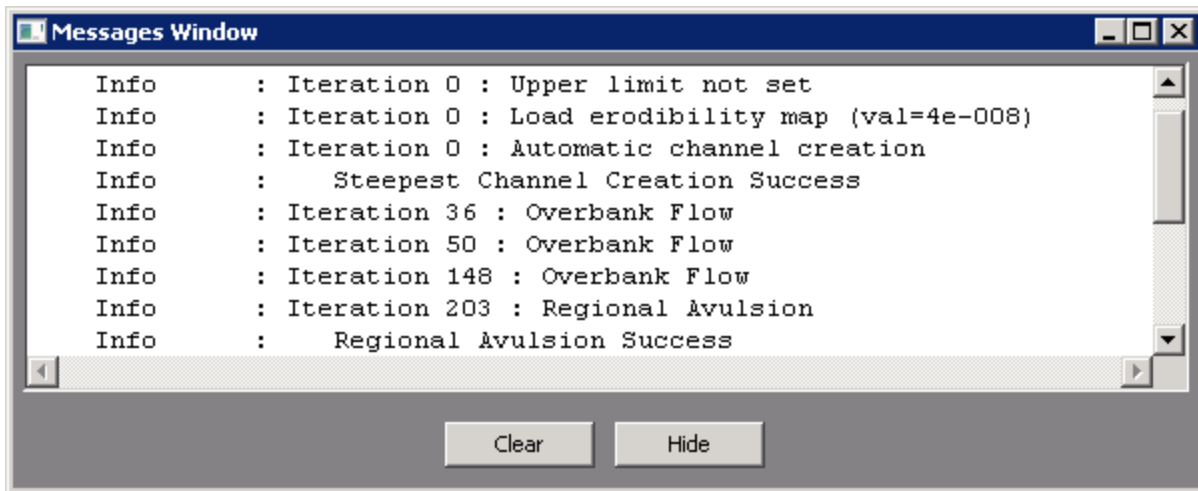 Messages Window
Info : Iteration 0 : Upper limit not set
Info : Iteration 0 : Load erodibility map (val=4e-008)
Info : Iteration 0 : Automatic channel creation
Info : Steepest Channel Creation Success
Info : Iteration 36 : Overbank Flow
Info : Iteration 50 : Overbank Flow
Info : Iteration 148 : Overbank Flow
Info : Iteration 203 : Regional Avulsion
Info : Regional Avulsion Success
Clear Hide